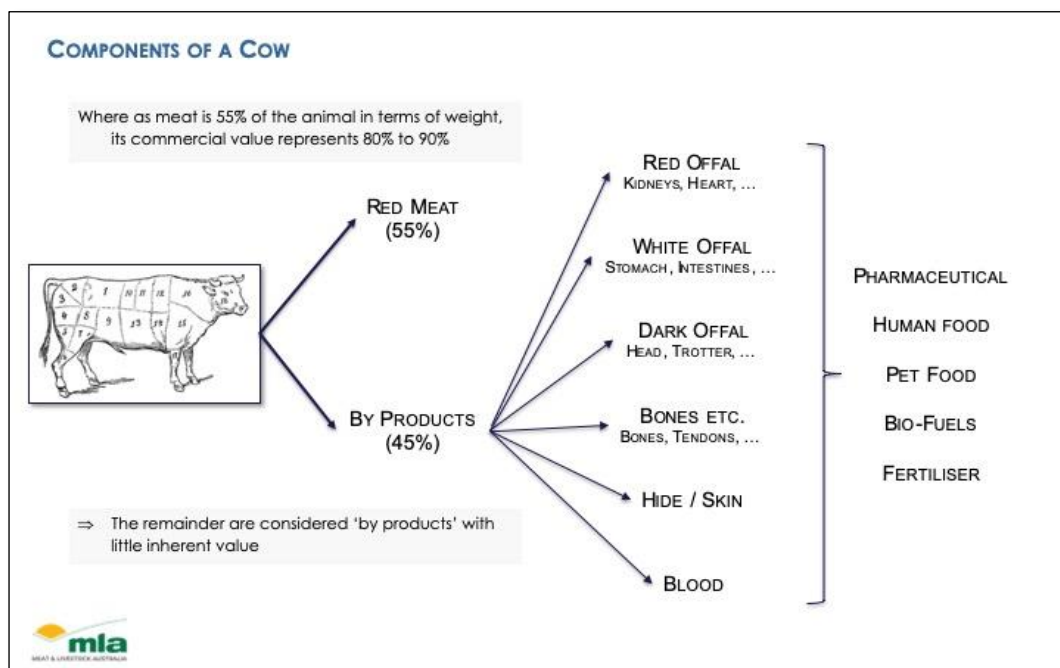 COMPONENTS OF A COW
Where as meat is 55% of the animal in terms of weight,
its commercial value represents 80% to 90%
RED MEAT
(55%)
BY PRODUCTS
(45%)
⇒ The remainder are considered 'by products' with
little inherent value
RED OFFAL
KIDNEYS, HEART, ...
WHITE OFFAL
STOMACH, INTESTINES, ...
DARK OFFAL
HEAD, TROTTER, ...
BONES ETC.
BONES, TENDONS, ...
HIDE / SKIN
BLOOD
PHARMACEUTICAL
HUMAN FOOD
PET FOOD
BIO-FUELS
FERTILISER
mla
MEAT & LIVESTOCK AUSTRALIA